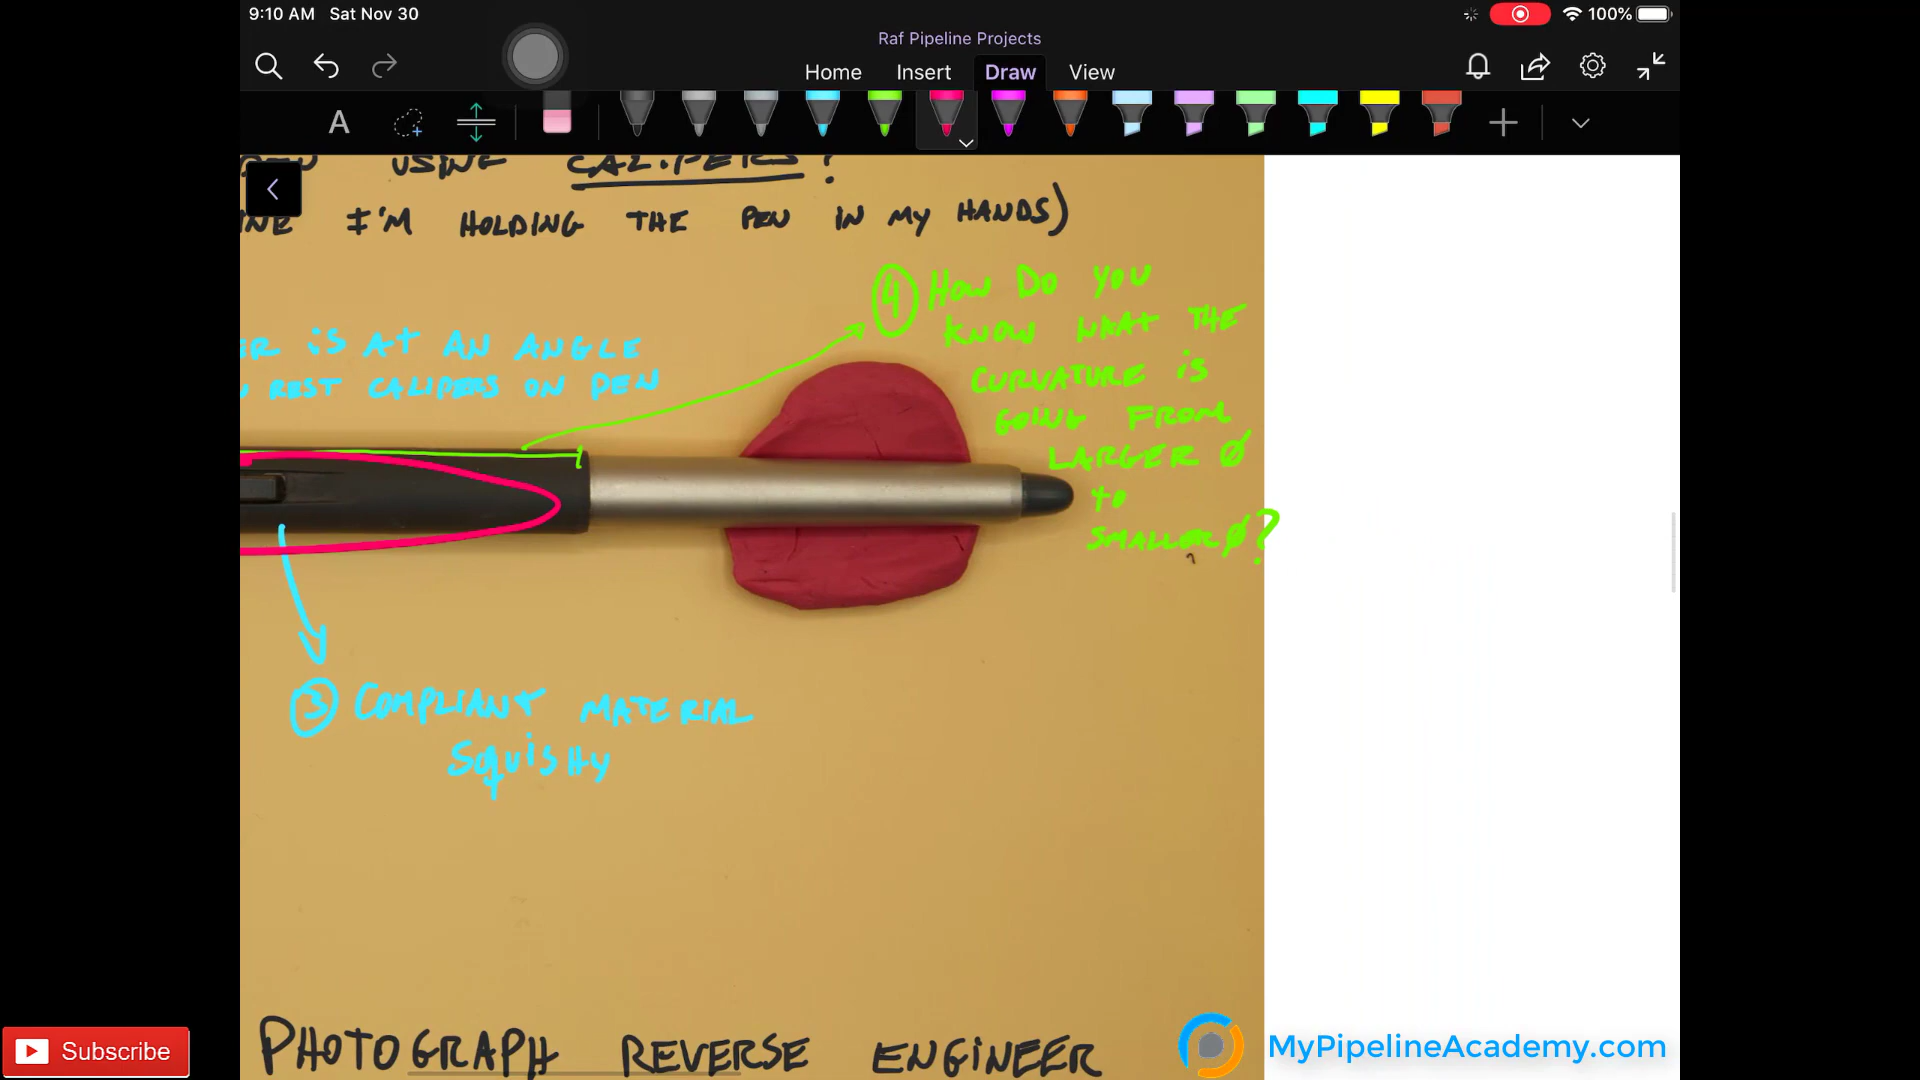 9:10 AM Sat Nov 30
100%
Raf Pipeline Projects
Home Insert Draw View
A
USING CALIPERS?
I'M HOLDING THE PEN IN MY HANDS)
4 HOW DO YOU
KNOW WHAT THE
CURVATURE IS
GOING FROM
LARGER Ø
TO
SMALLER Ø?
IS AT AN ANGLE
REST CALIPERS ON PEN
3 COMPLIANT MATERIAL
SQUISHY
PHOTOGRAPH REVERSE ENGINEER
Subscribe
MyPipelineAcademy.com